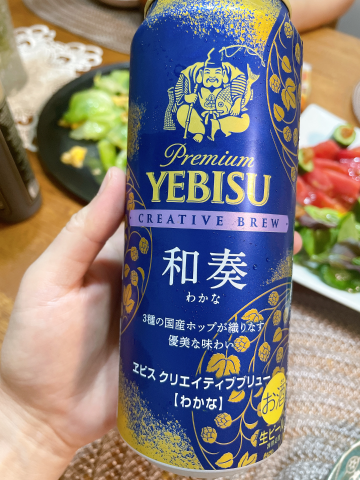 Premium
YEBISU
CREATIVE BREW
和奏
わかな
3種の国産ホップが織りなす
優美な味わい
ヱビス クリエイティブブリュー
【わかな】
お酒
生ビール